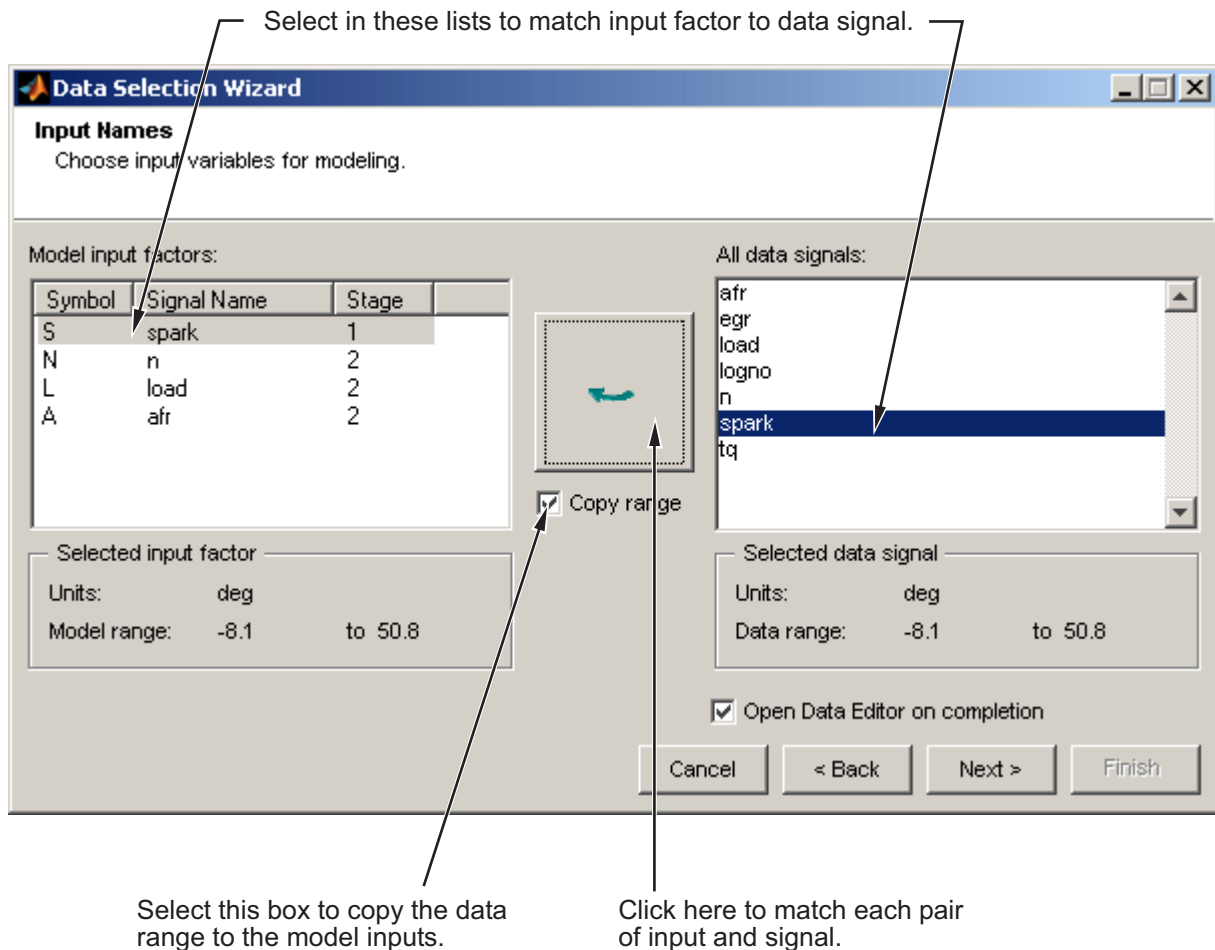 Select in these lists to match input factor to data signal.
Data Selection Wizard
Input Names
Choose input variables for modeling.
Model input factors:
Symbol Signal Name Stage
S spark 1
N n 2
L load 2
A afr 2
Copy range
All data signals:
afr
egr
load
logno
n
spark
tq
Selected input factor
Units: deg
Model range: -8.1 to 50.8
Selected data signal
Units: deg
Data range: -8.1 to 50.8
Open Data Editor on completion
Cancel < Back Next > Finish
Select this box to copy the data
range to the model inputs.
Click here to match each pair
of input and signal.